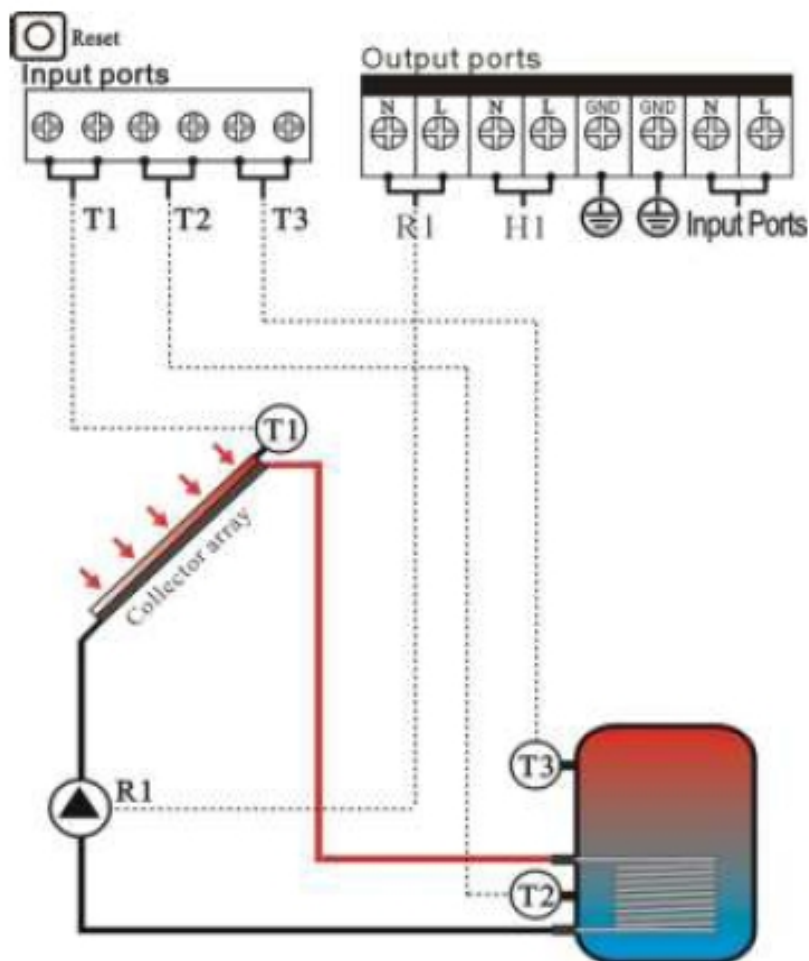 Reset
Input ports
Output ports
N L N L GND GND N L
T1 T2 T3
R1 H1 Input Ports
T1
Collector array
T3
R1
T2